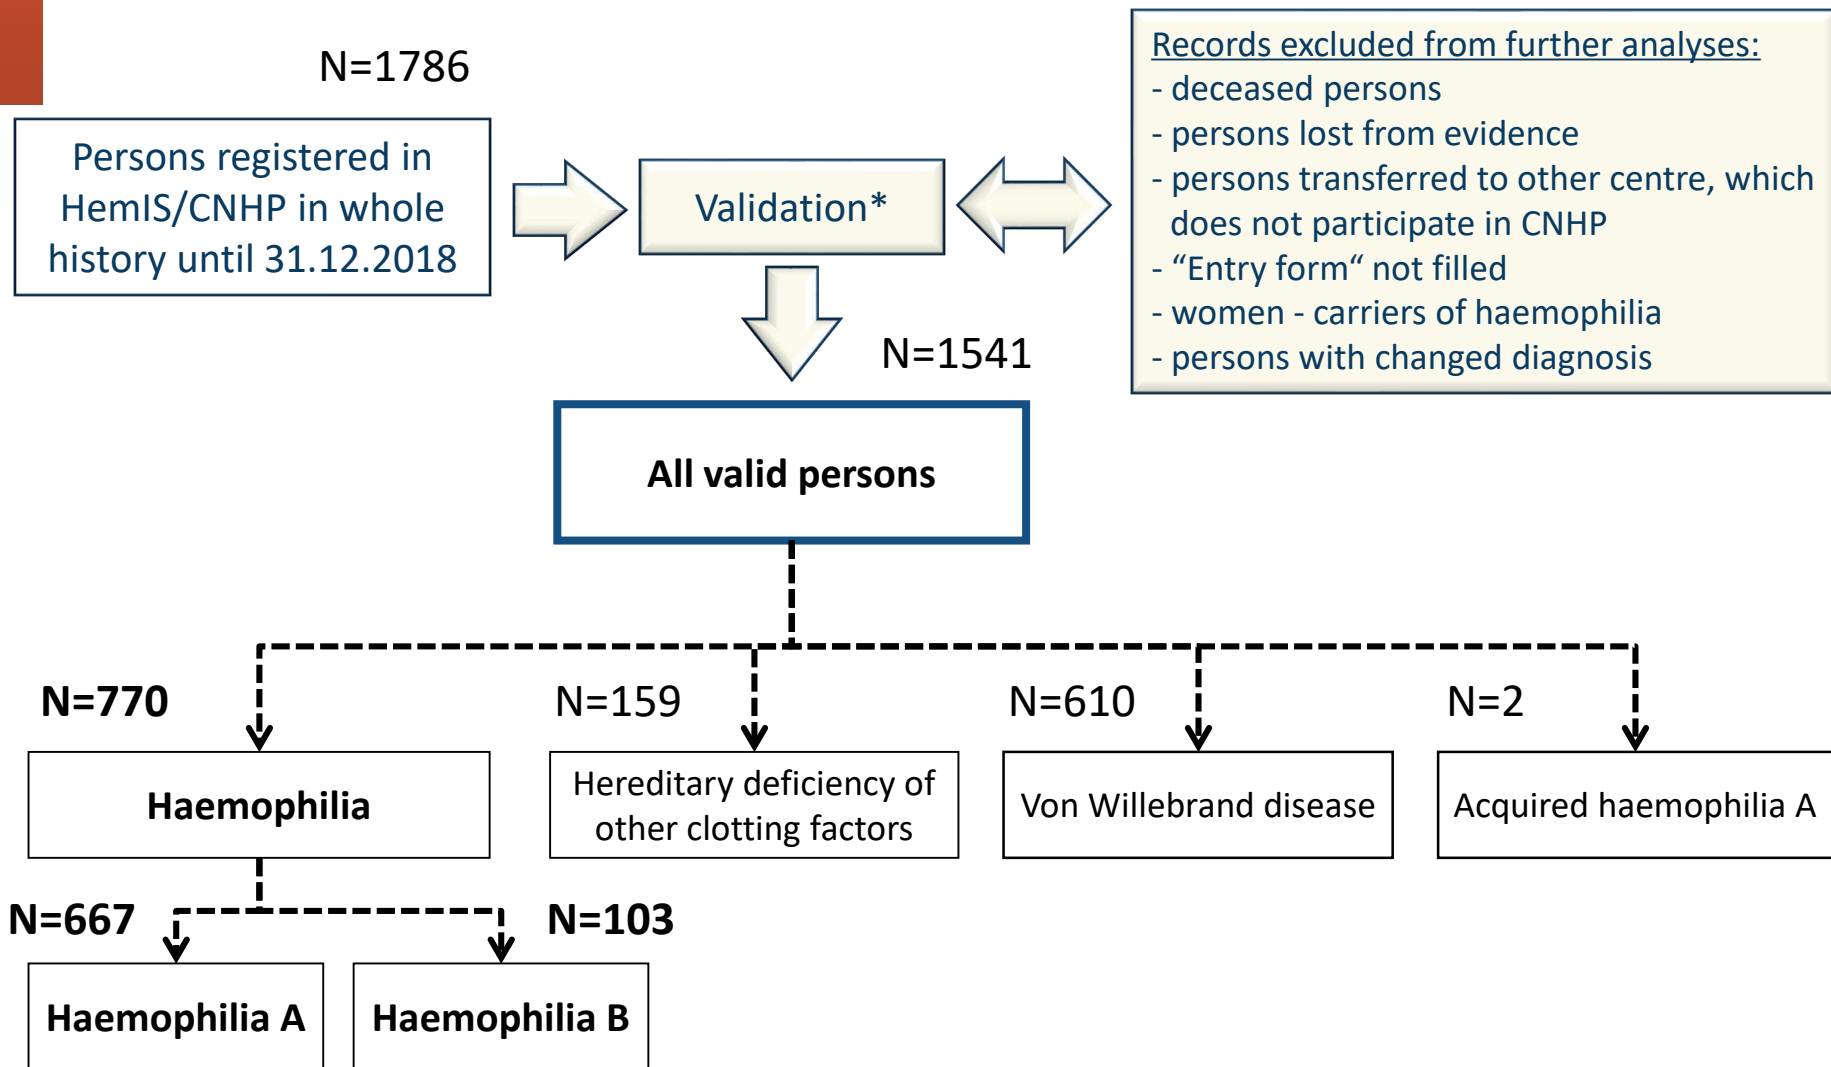 N=1786
Persons registered in
HemIS/CNHP in whole
history until 31.12.2018
Validation*
Records excluded from further analyses:
- deceased persons
- persons lost from evidence
- persons transferred to other centre, which
does not participate in CNHP
- “Entry form“ not filled
- women - carriers of haemophilia
- persons with changed diagnosis
N=1541
All valid persons
N=770
N=159
N=610
N=2
Haemophilia
Hereditary deficiency of
other clotting factors
Von Willebrand disease
Acquired haemophilia A
N=667
N=103
Haemophilia A
Haemophilia B